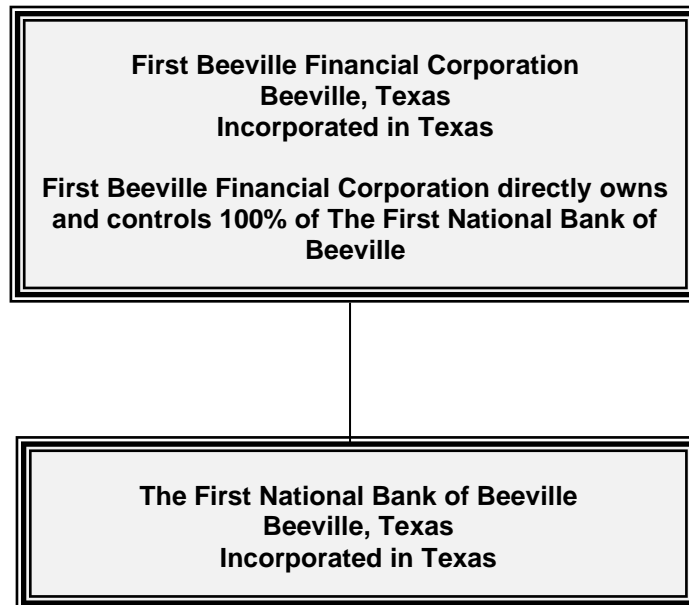 First Beeville Financial Corporation
Beeville, Texas
Incorporated in Texas
First Beeville Financial Corporation directly owns
and controls 100% of The First National Bank of
Beeville
The First National Bank of Beeville
Beeville, Texas
Incorporated in Texas